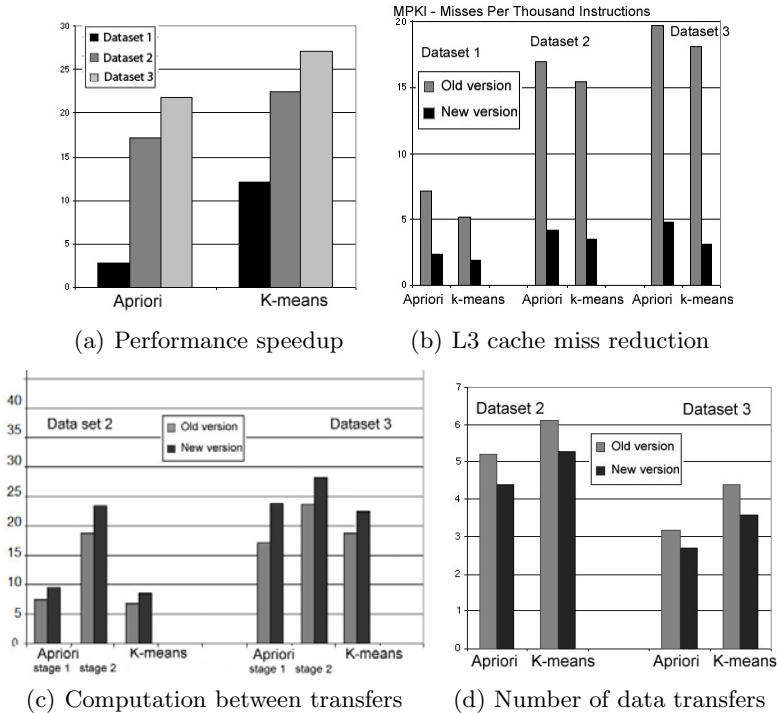 30
25
20
15
10
5
0
Dataset 1
Dataset 2
Dataset 3
Apriori
K-means
(a) Performance speedup
MPKI - Misses Per Thousand Instructions
20
15
10
5
0
Dataset 1
Dataset 2
Dataset 3
Old version
New version
Apriori k-means
Apriori k-means
Apriori k-means
(b) L3 cache miss reduction
40
35
30
25
20
15
10
5
0
Data set 2
Dataset 3
Old version
New version
Apriori
stage 1 stage 2
K-means
Apriori
stage 1 stage 2
K-means
(c) Computation between transfers
7
6
5
4
3
2
1
0
Dataset 2
Dataset 3
Old version
New version
Apriori K-means
Apriori K-means
(d) Number of data transfers